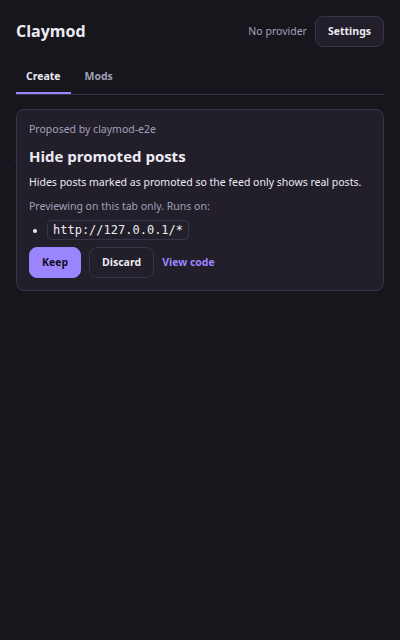 Claymod
No provider
Settings
Create
Mods
Proposed by claymod-e2e
Hide promoted posts
Hides posts marked as promoted so the feed only shows real posts.
Previewing on this tab only. Runs on:
http://127.0.0.1/*
Keep
Discard
View code